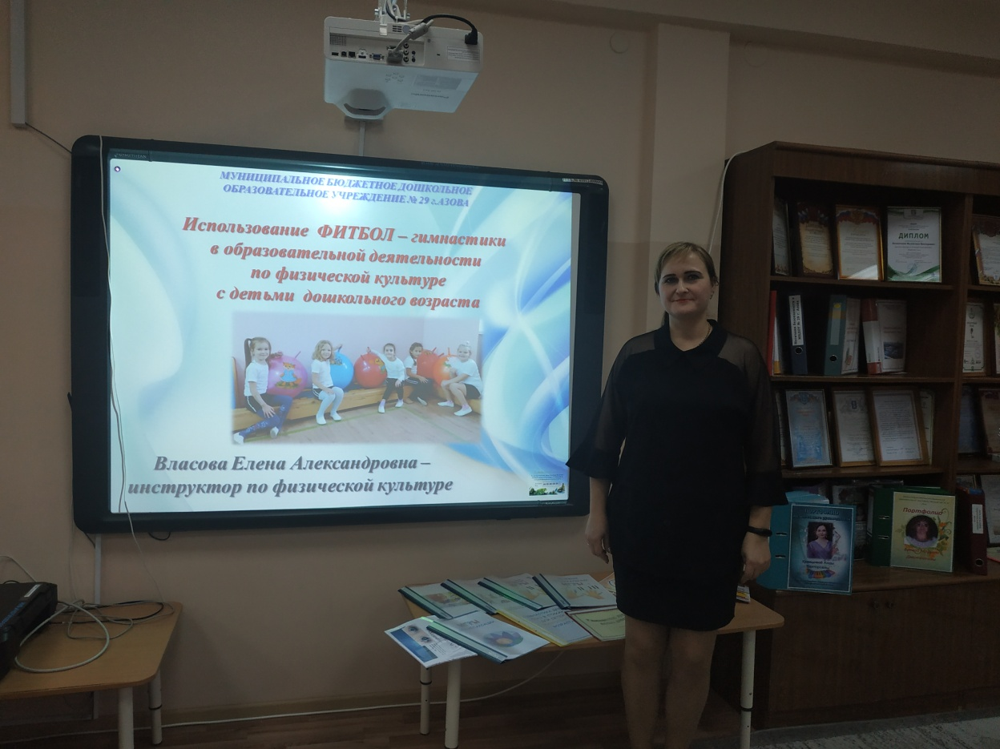 МУНИЦИПАЛЬНОЕ БЮДЖЕТНОЕ ДОШКОЛЬНОЕ
ОБРАЗОВАТЕЛЬНОЕ УЧРЕЖДЕНИЕ № 29 г.АЗОВА
Использование ФИТБОЛ – гимнастики
в образовательной деятельности
по физической культуре
с детьми дошкольного возраста
Власова Елена Александровна –
инструктор по физической культуре
ДИПЛОМ
Портфолио